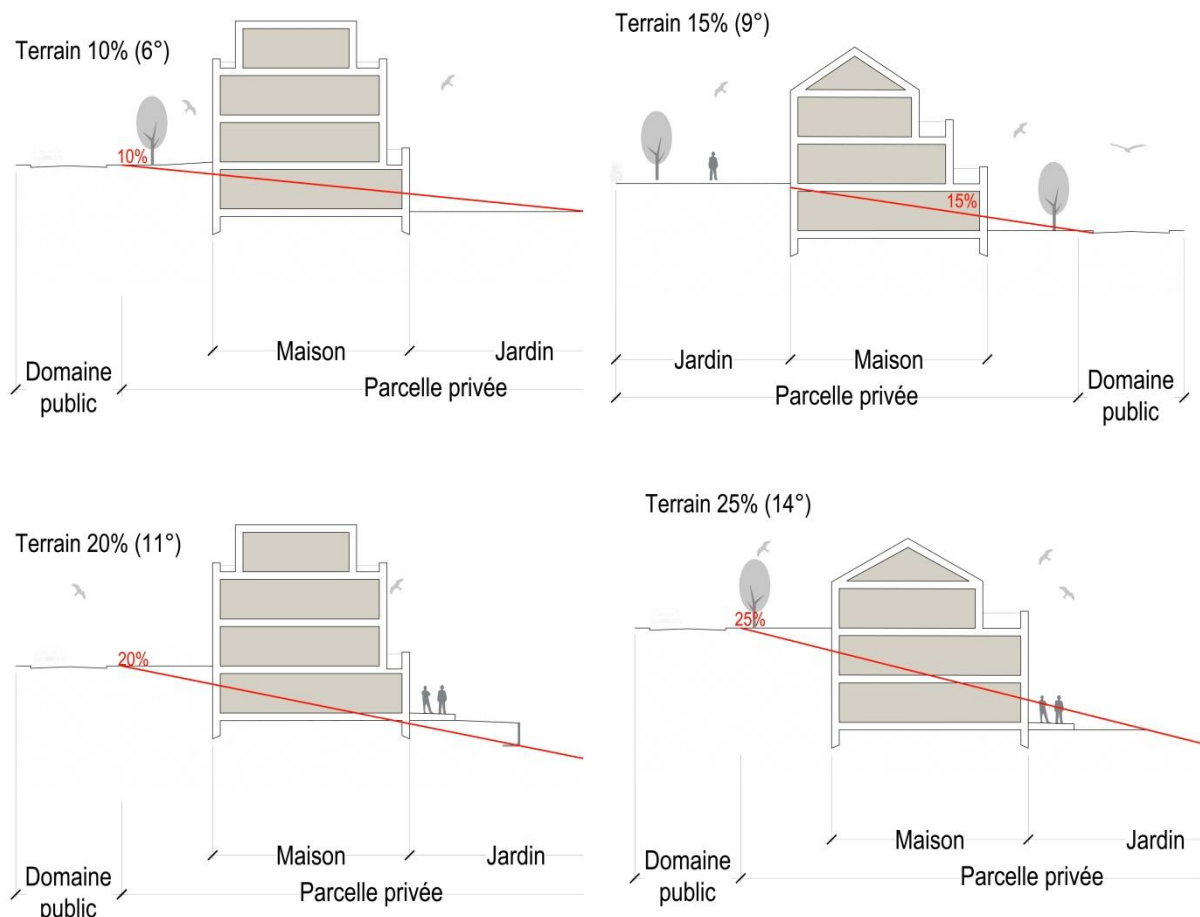 Terrain 10% (6°)
10%
Maison
Jardin
Domaine
public
Parcelle privée
Terrain 15% (9°)
15%
Jardin
Maison
Parcelle privée
Domaine
public
Terrain 20% (11°)
20%
Maison
Jardin
Domaine
public
Parcelle privée
Terrain 25% (14°)
25%
Maison
Jardin
Domaine
public
Parcelle privée